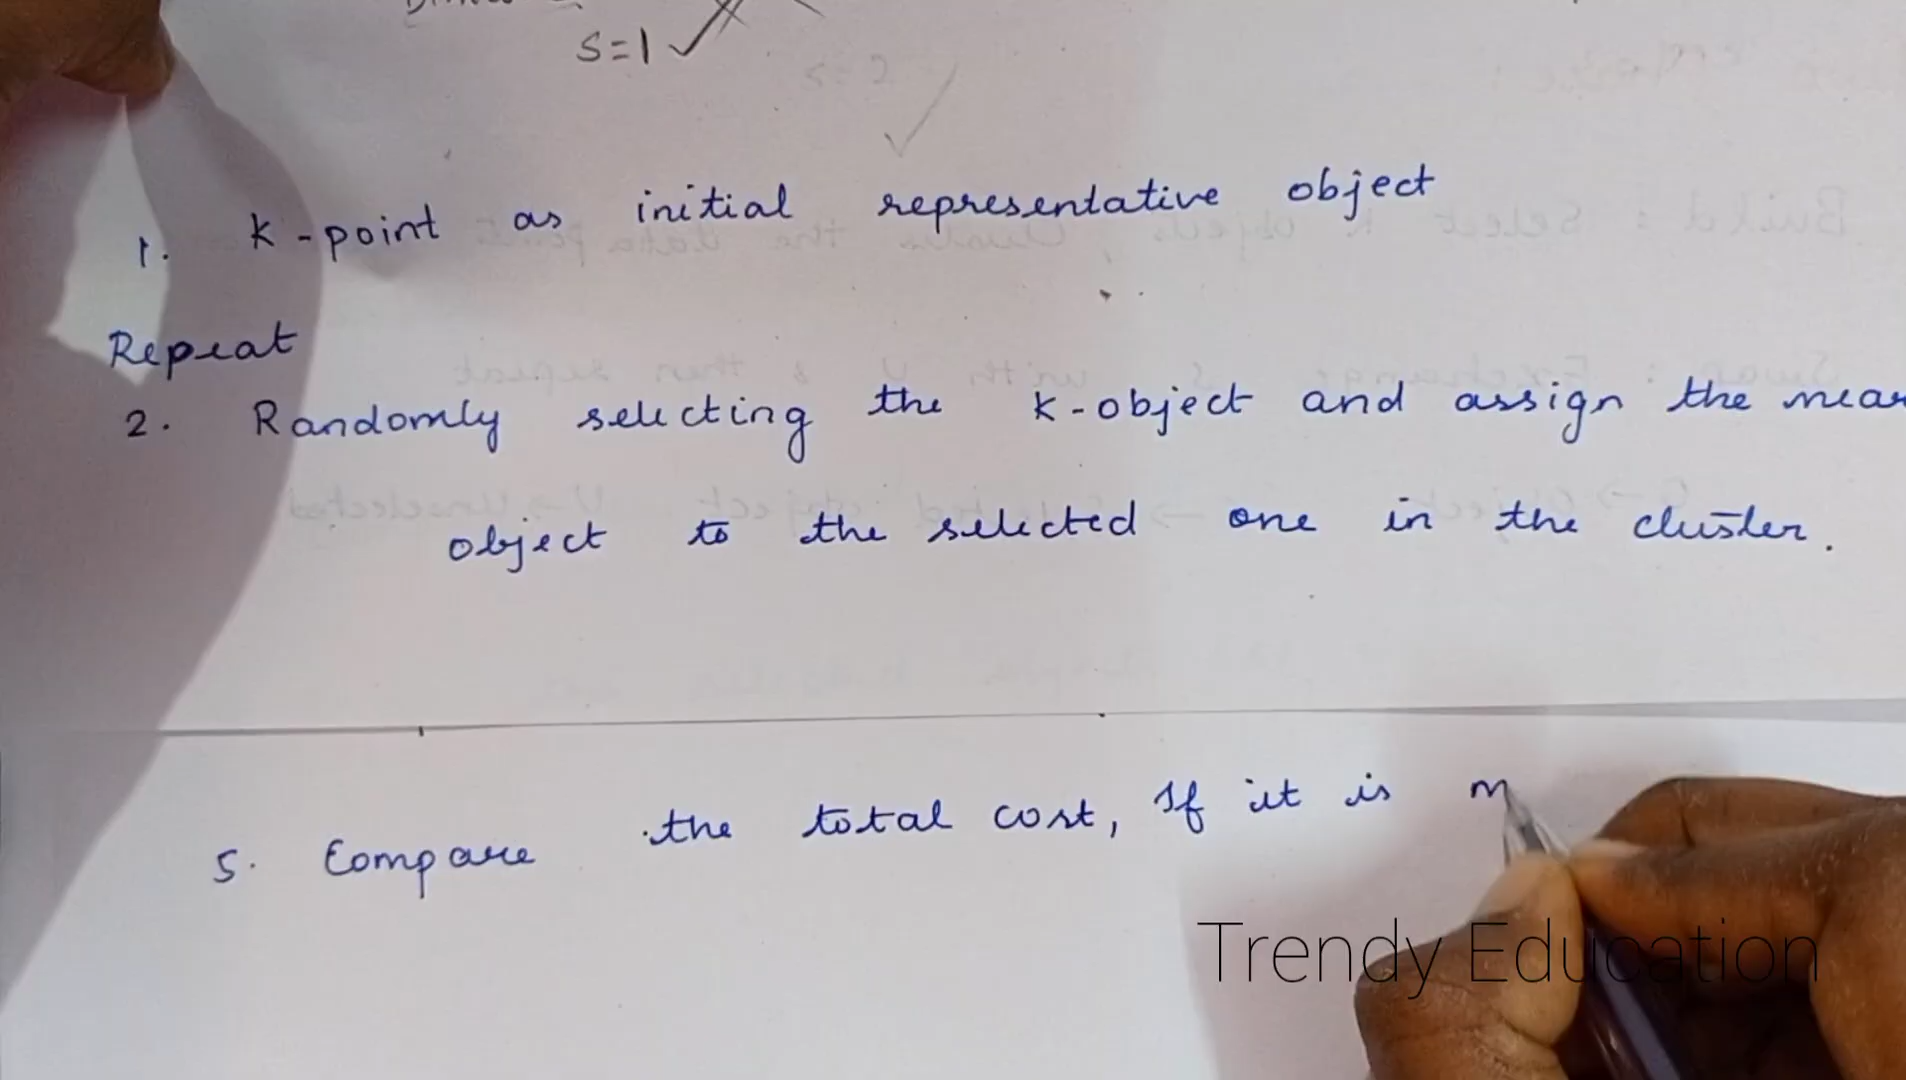 S=1
1. K-point as initial representative object
Repeat
2. Randomly selecting the K-object and assign the near
object to the selected one in the cluster.
5. Compare the total cost, If it is m
Trendy Education